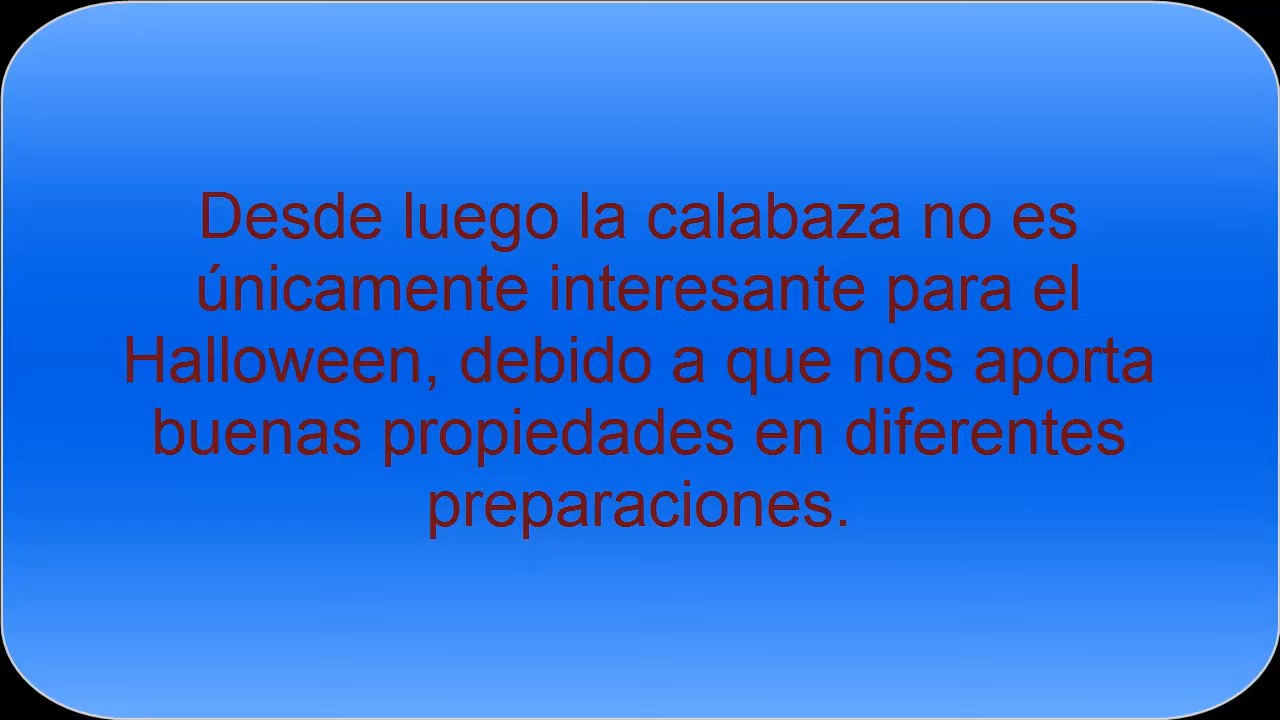 Desde luego la calabaza no es
únicamente interesante para el
Halloween, debido a que nos aporta
buenas propiedades en diferentes
preparaciones.